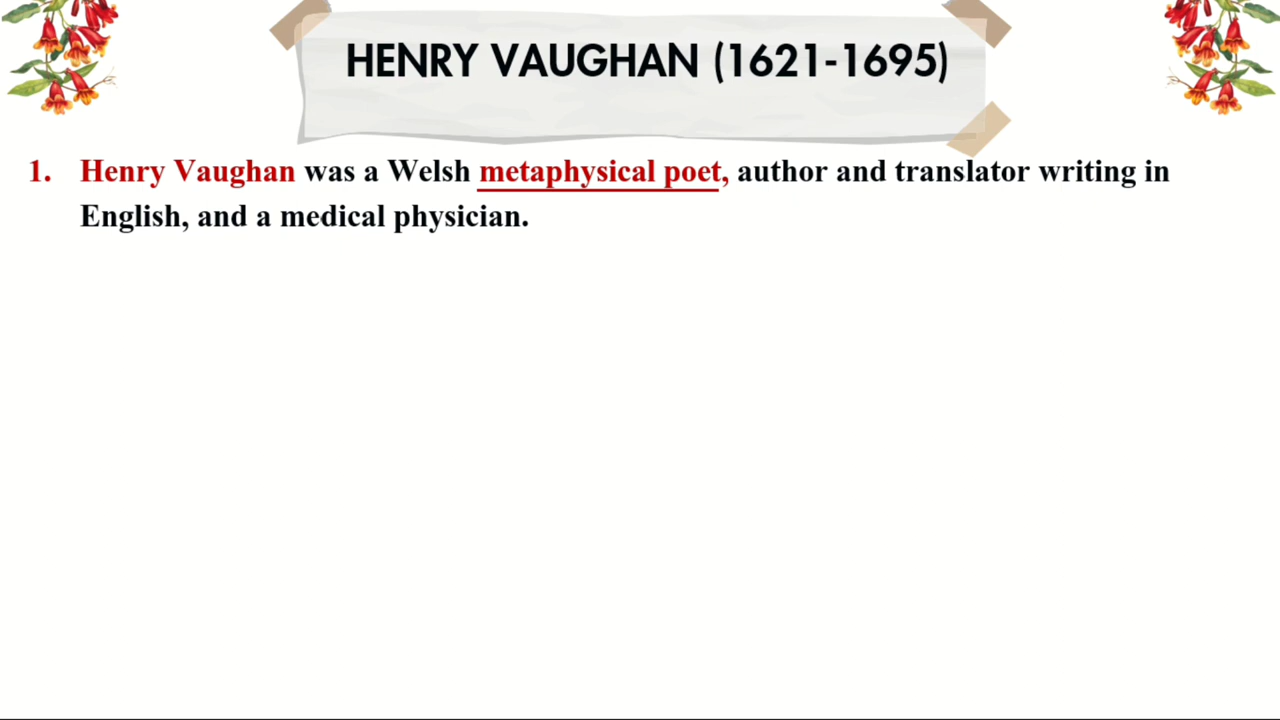 HENRY VAUGHAN (1621-1695)
1. Henry Vaughan was a Welsh metaphysical poet, author and translator writing in
English, and a medical physician.